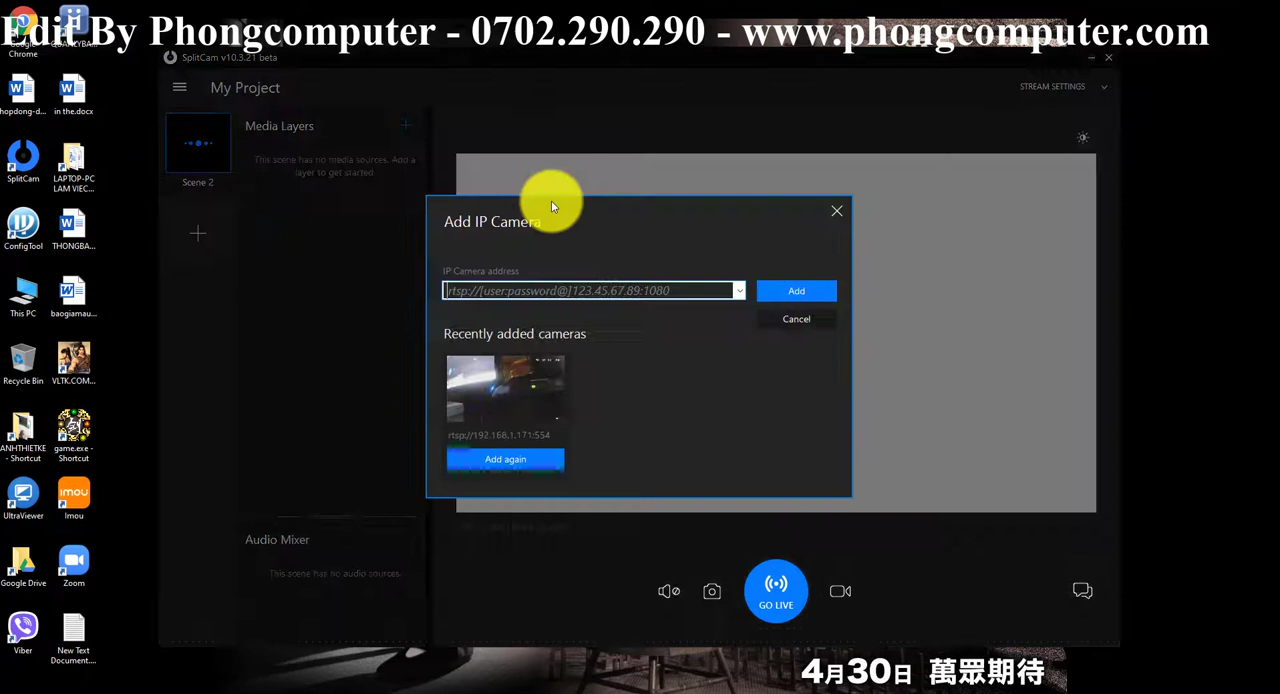 Edit By Phongcomputer - 0702.290.290 - www.phongcomputer.com
Google Chrome
hopdong-d...
in the.docx
SplitCam
LAPTOP-PC LAM VIEC...
ConfigTool
THONGBA...
This PC
baogiamau...
Recycle Bin
VLTK.COM...
ANHTHIETKE - Shortcut
game.exe - Shortcut
UltraViewer
imou
Imou
Google Drive
Zoom
Viber
New Text Document....
SplitCam v10.3.21 beta
My Project
STREAM SETTINGS
Media Layers
This scene has no media sources. Add a
layer to get started
Scene 2
Add IP Camera
IP Camera address
rtsp://[user:password@]123.45.67.89:1080
Add
Cancel
Recently added cameras
rtsp://192.168.1.171:554
Add again
Audio Mixer
This scene has no audio sources.
GO LIVE
4月30日 萬眾期待